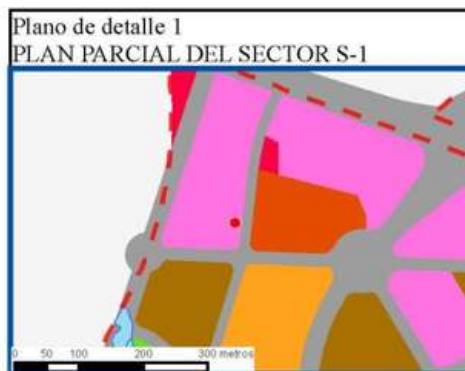 Plano de detalle 1
PLAN PARCIAL DEL SECTOR S-1
0 50 100 200 300 metros